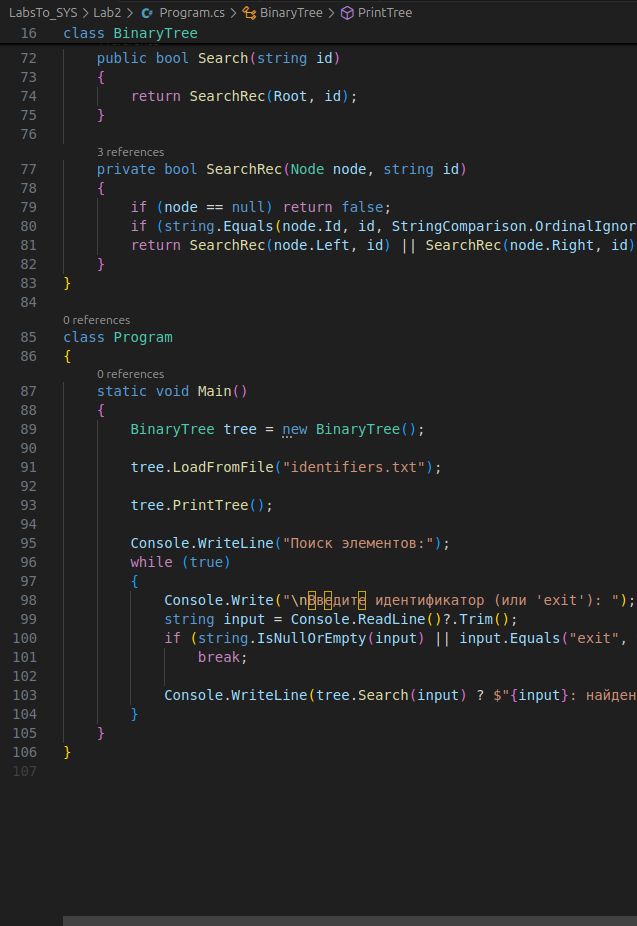 LabsTo_SYS > Lab2 > Program.cs > BinaryTree > PrintTree
16 class BinaryTree
72 public bool Search(string id)
73 {
74 return SearchRec(Root, id);
75 }
76
3 references
77 private bool SearchRec(Node node, string id)
78 {
79 if (node == null) return false;
80 if (string.Equals(node.Id, id, StringComparison.OrdinalIgnor
81 return SearchRec(node.Left, id) || SearchRec(node.Right, id)
82 }
83 }
84
0 references
85 class Program
86 {
0 references
87 static void Main()
88 {
89 BinaryTree tree = new BinaryTree();
90
91 tree.LoadFromFile("identifiers.txt");
92
93 tree.PrintTree();
94
95 Console.WriteLine("Поиск элементов:");
96 while (true)
97 {
98 Console.Write("\nВведите идентификатор (или 'exit'): ");
99 string input = Console.ReadLine()?.Trim();
100 if (string.IsNullOrEmpty(input) || input.Equals("exit",
101 break;
102
103 Console.WriteLine(tree.Search(input) ? $"{input}: найден
104 }
105 }
106 }
107